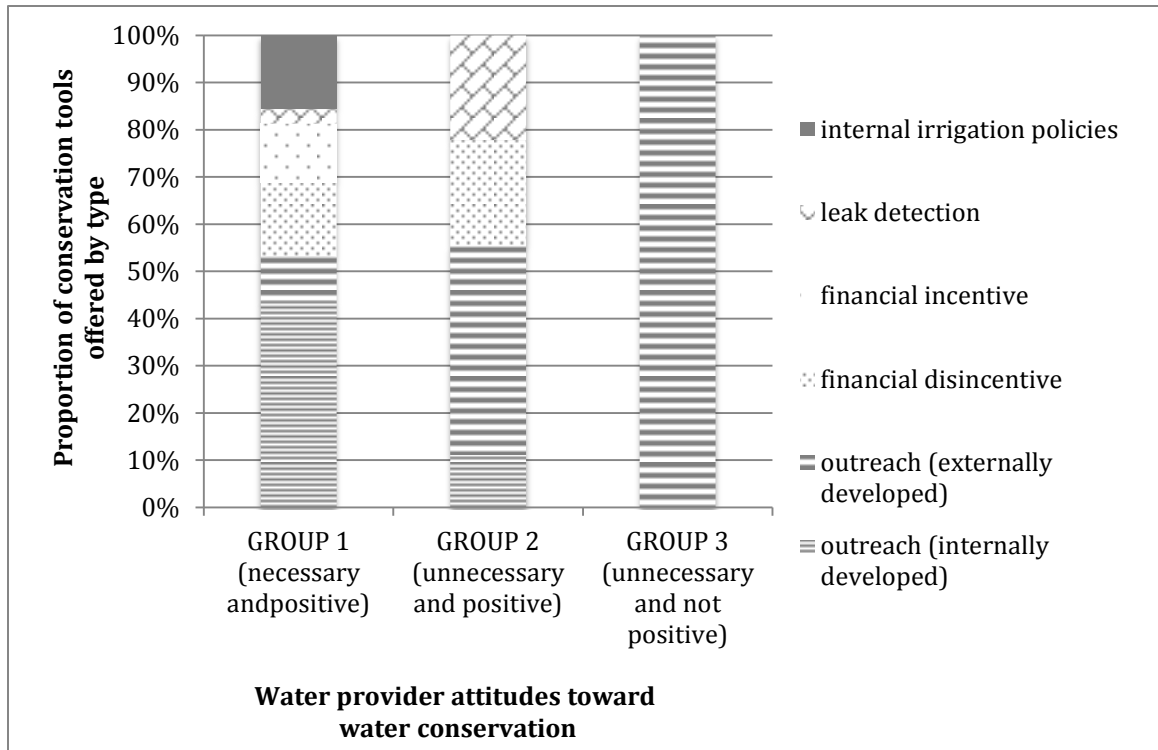 Proportion of conservation tools
offered by type
100%
90%
80%
70%
60%
50%
40%
30%
20%
10%
0%
GROUP 1
(necessary
andpositive)
GROUP 2
(unnecessary
and positive)
GROUP 3
(unnecessary
and not
positive)
Water provider attitudes toward
water conservation
internal irrigation policies
leak detection
financial incentive
financial disincentive
outreach (externally
developed)
outreach (internally
developed)